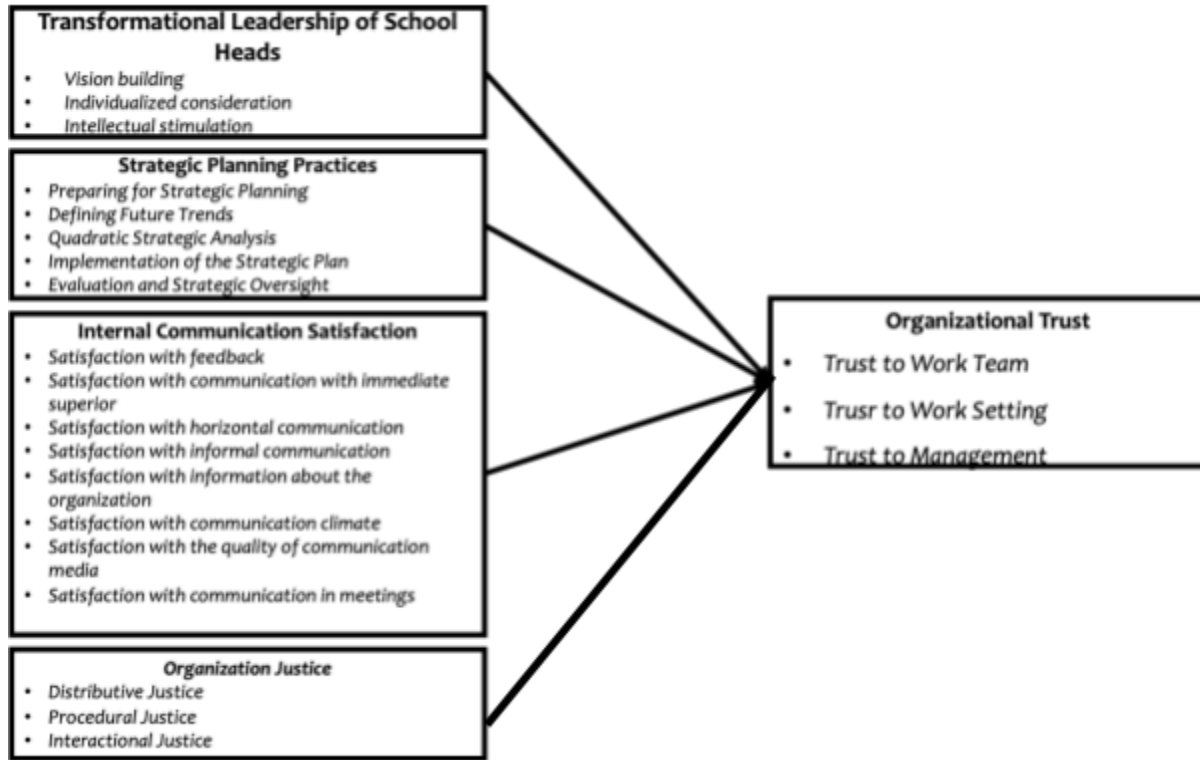 Transformational Leadership of School
Heads
• Vision building
• Individualized consideration
• Intellectual stimulation
Strategic Planning Practices
• Preparing for Strategic Planning
• Defining Future Trends
• Quadratic Strategic Analysis
• Implementation of the Strategic Plan
• Evaluation and Strategic Oversight
Internal Communication Satisfaction
• Satisfaction with feedback
• Satisfaction with communication with immediate
superior
• Satisfaction with horizontal communication
• Satisfaction with informal communication
• Satisfaction with information about the
organization
• Satisfaction with communication climate
• Satisfaction with the quality of communication
media
• Satisfaction with communication in meetings
Organization Justice
• Distributive Justice
• Procedural Justice
• Interactional Justice
Organizational Trust
• Trust to Work Team
• Trusr to Work Setting
• Trust to Management